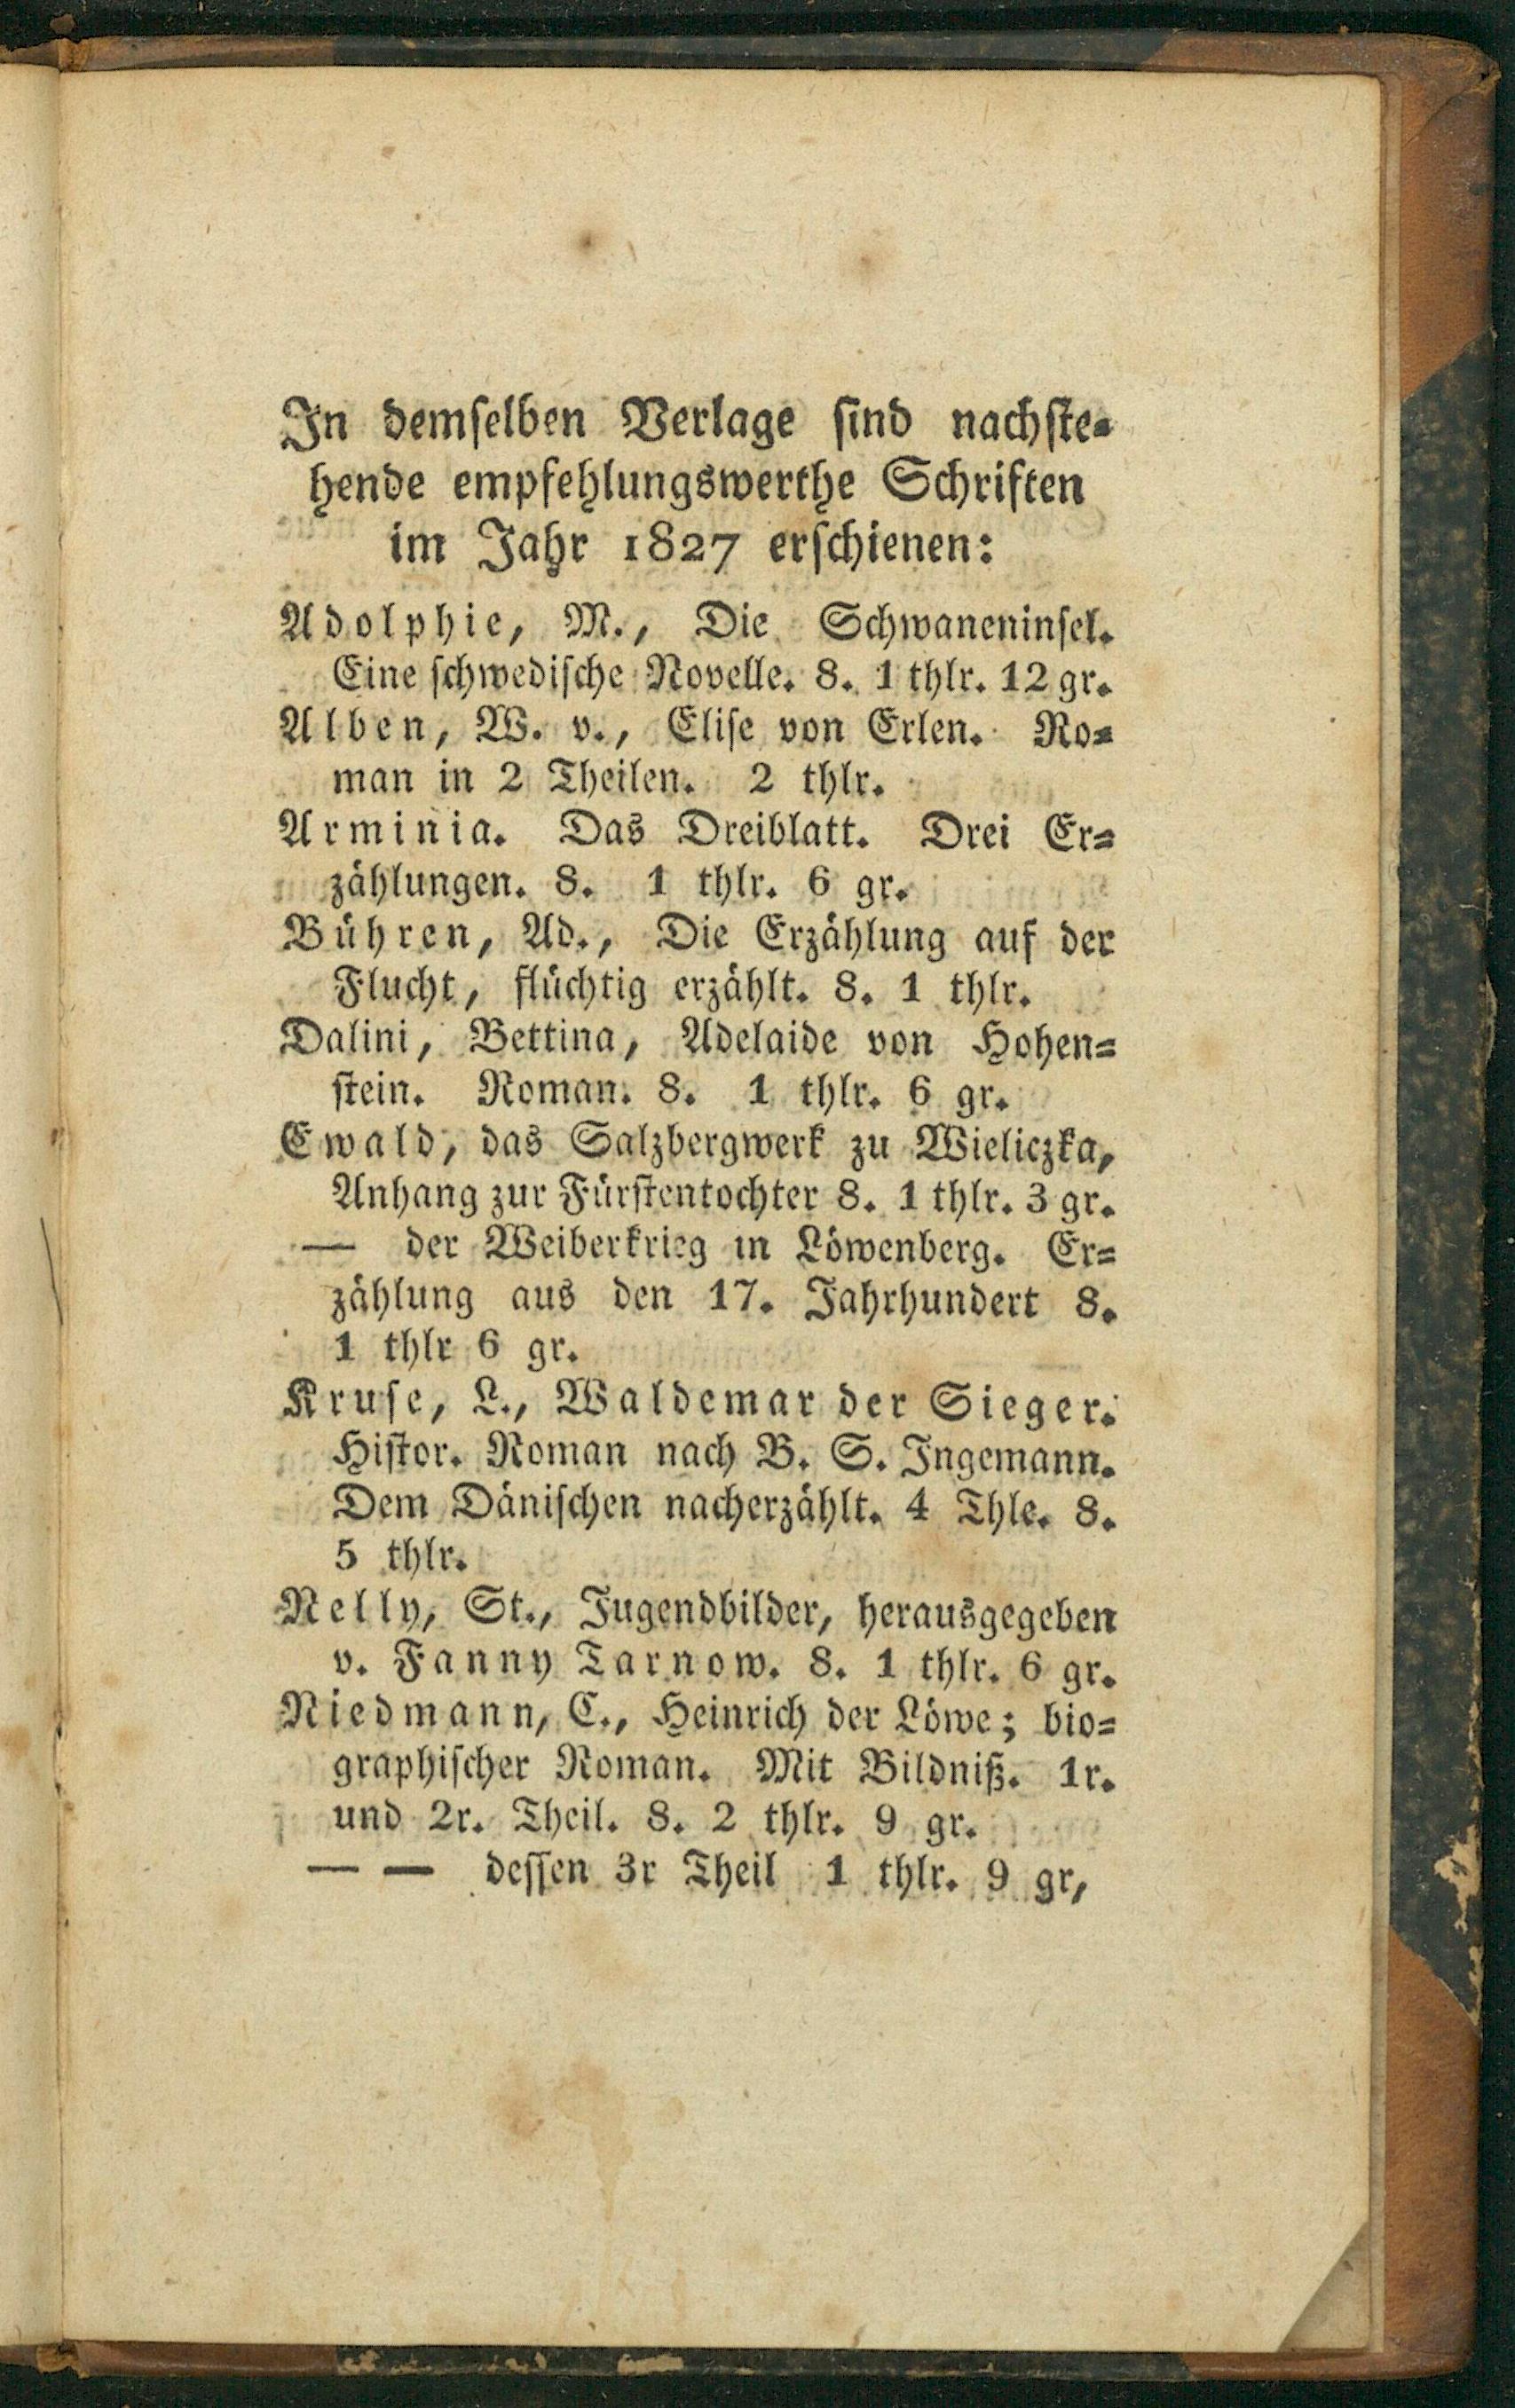 In demſelben Verlage ſind nachſte⸗
hende empfehlungswerthe Schriften
im Jahr 1827 erſchienen:
Adolphie, M., Die Schwaneninſel.
Eine ſchwediſche Novelle. 8. 1 thlr. 12 gr.
Alben, W. v., Eliſe von Erlen. Ro⸗
man in 2 Theilen. 2 thlr.
Arminia. Das Dreiblatt. Drei Er⸗
zählungen. 8. 1 thlr. 6 gr.
Bühren, Ad., Die Erzählung auf der
Flucht, flüchtig erzählt. 8. 1 thlr.
Dalini, Bettina, Adelaide von Hohen⸗
ſtein. Roman. 8. 1 thlr. 6 gr.
Ewald, das Salzbergwerk zu Wieliczka,
Anhang zur Fürſtentochter 8. 1 thlr. 3 gr.
— der Weiberkrieg in Löwenberg. Er⸗
zählung aus den 17. Jahrhundert 8.
1 thlr 6 gr.
Kruſe, L., Waldemar der Sieger.
Hiſtor. Roman nach B. S. Ingemann.
Dem Däniſchen nacherzählt. 4 Thle. 8.
5 thlr.
Nelly, St., Jugendbilder, herausgegeben
v. Fanny Tarnow. 8. 1 thlr. 6 gr.
Niedmann, C., Heinrich der Löwe; bio⸗
graphiſcher Roman. Mit Bildniß. 1r.
und 2r. Theil. 8. 2 thlr. 9 gr.
— — deſſen 3r Theil 1 thlr. 9 gr,